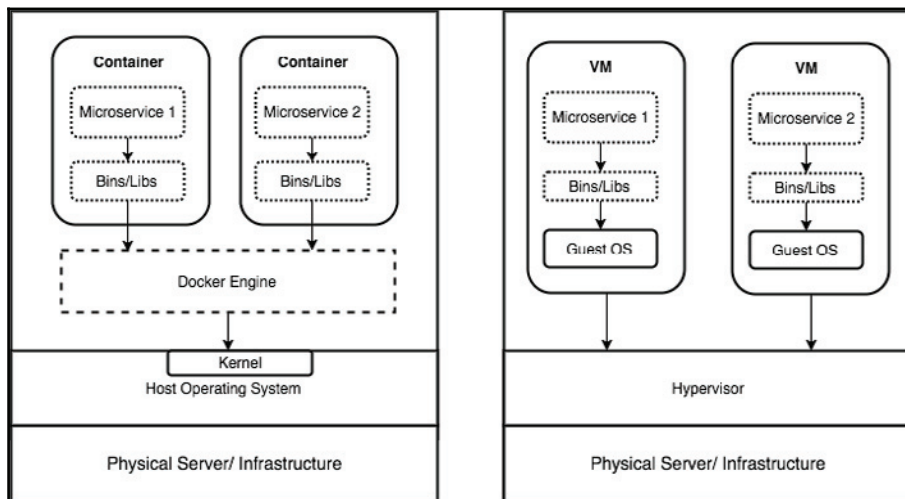 Container
Microservice 1
Bins/Libs
Container
Microservice 2
Bins/Libs
Docker Engine
Kernel
Host Operating System
Physical Server/ Infrastructure
VM
Microservice 1
Bins/Libs
Guest OS
VM
Microservice 2
Bins/Libs
Guest OS
Hypervisor
Physical Server/ Infrastructure